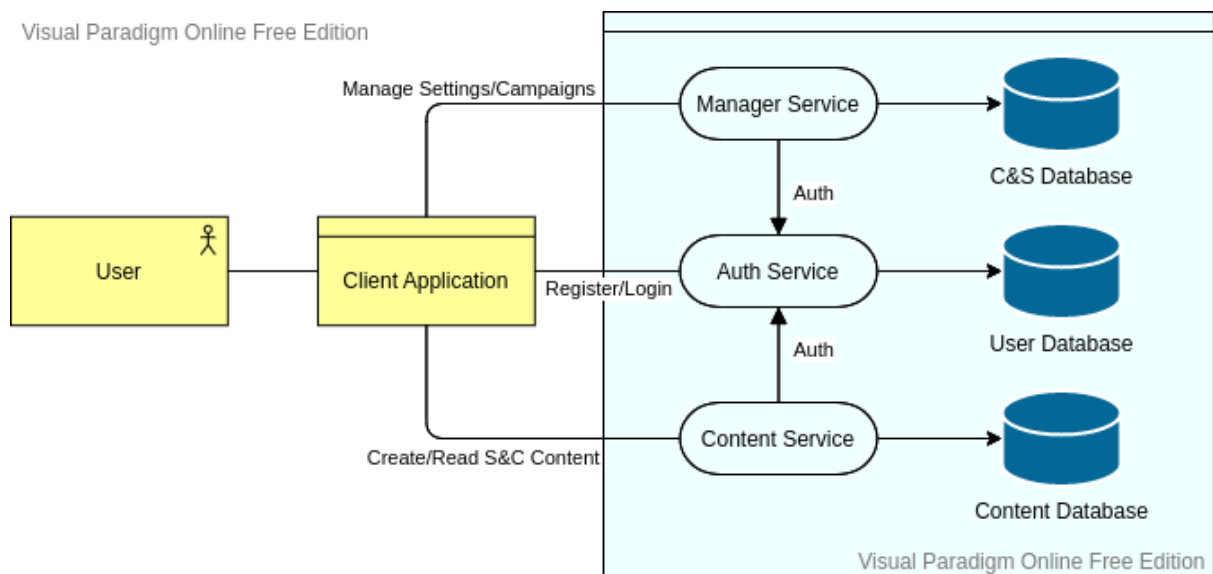 Visual Paradigm Online Free Edition
Manage Settings/Campaigns
Manager Service
C&S Database
Auth
User
Client Application
Register/Login
Auth Service
User Database
Auth
Create/Read S&C Content
Content Service
Content Database
Visual Paradigm Online Free Edition